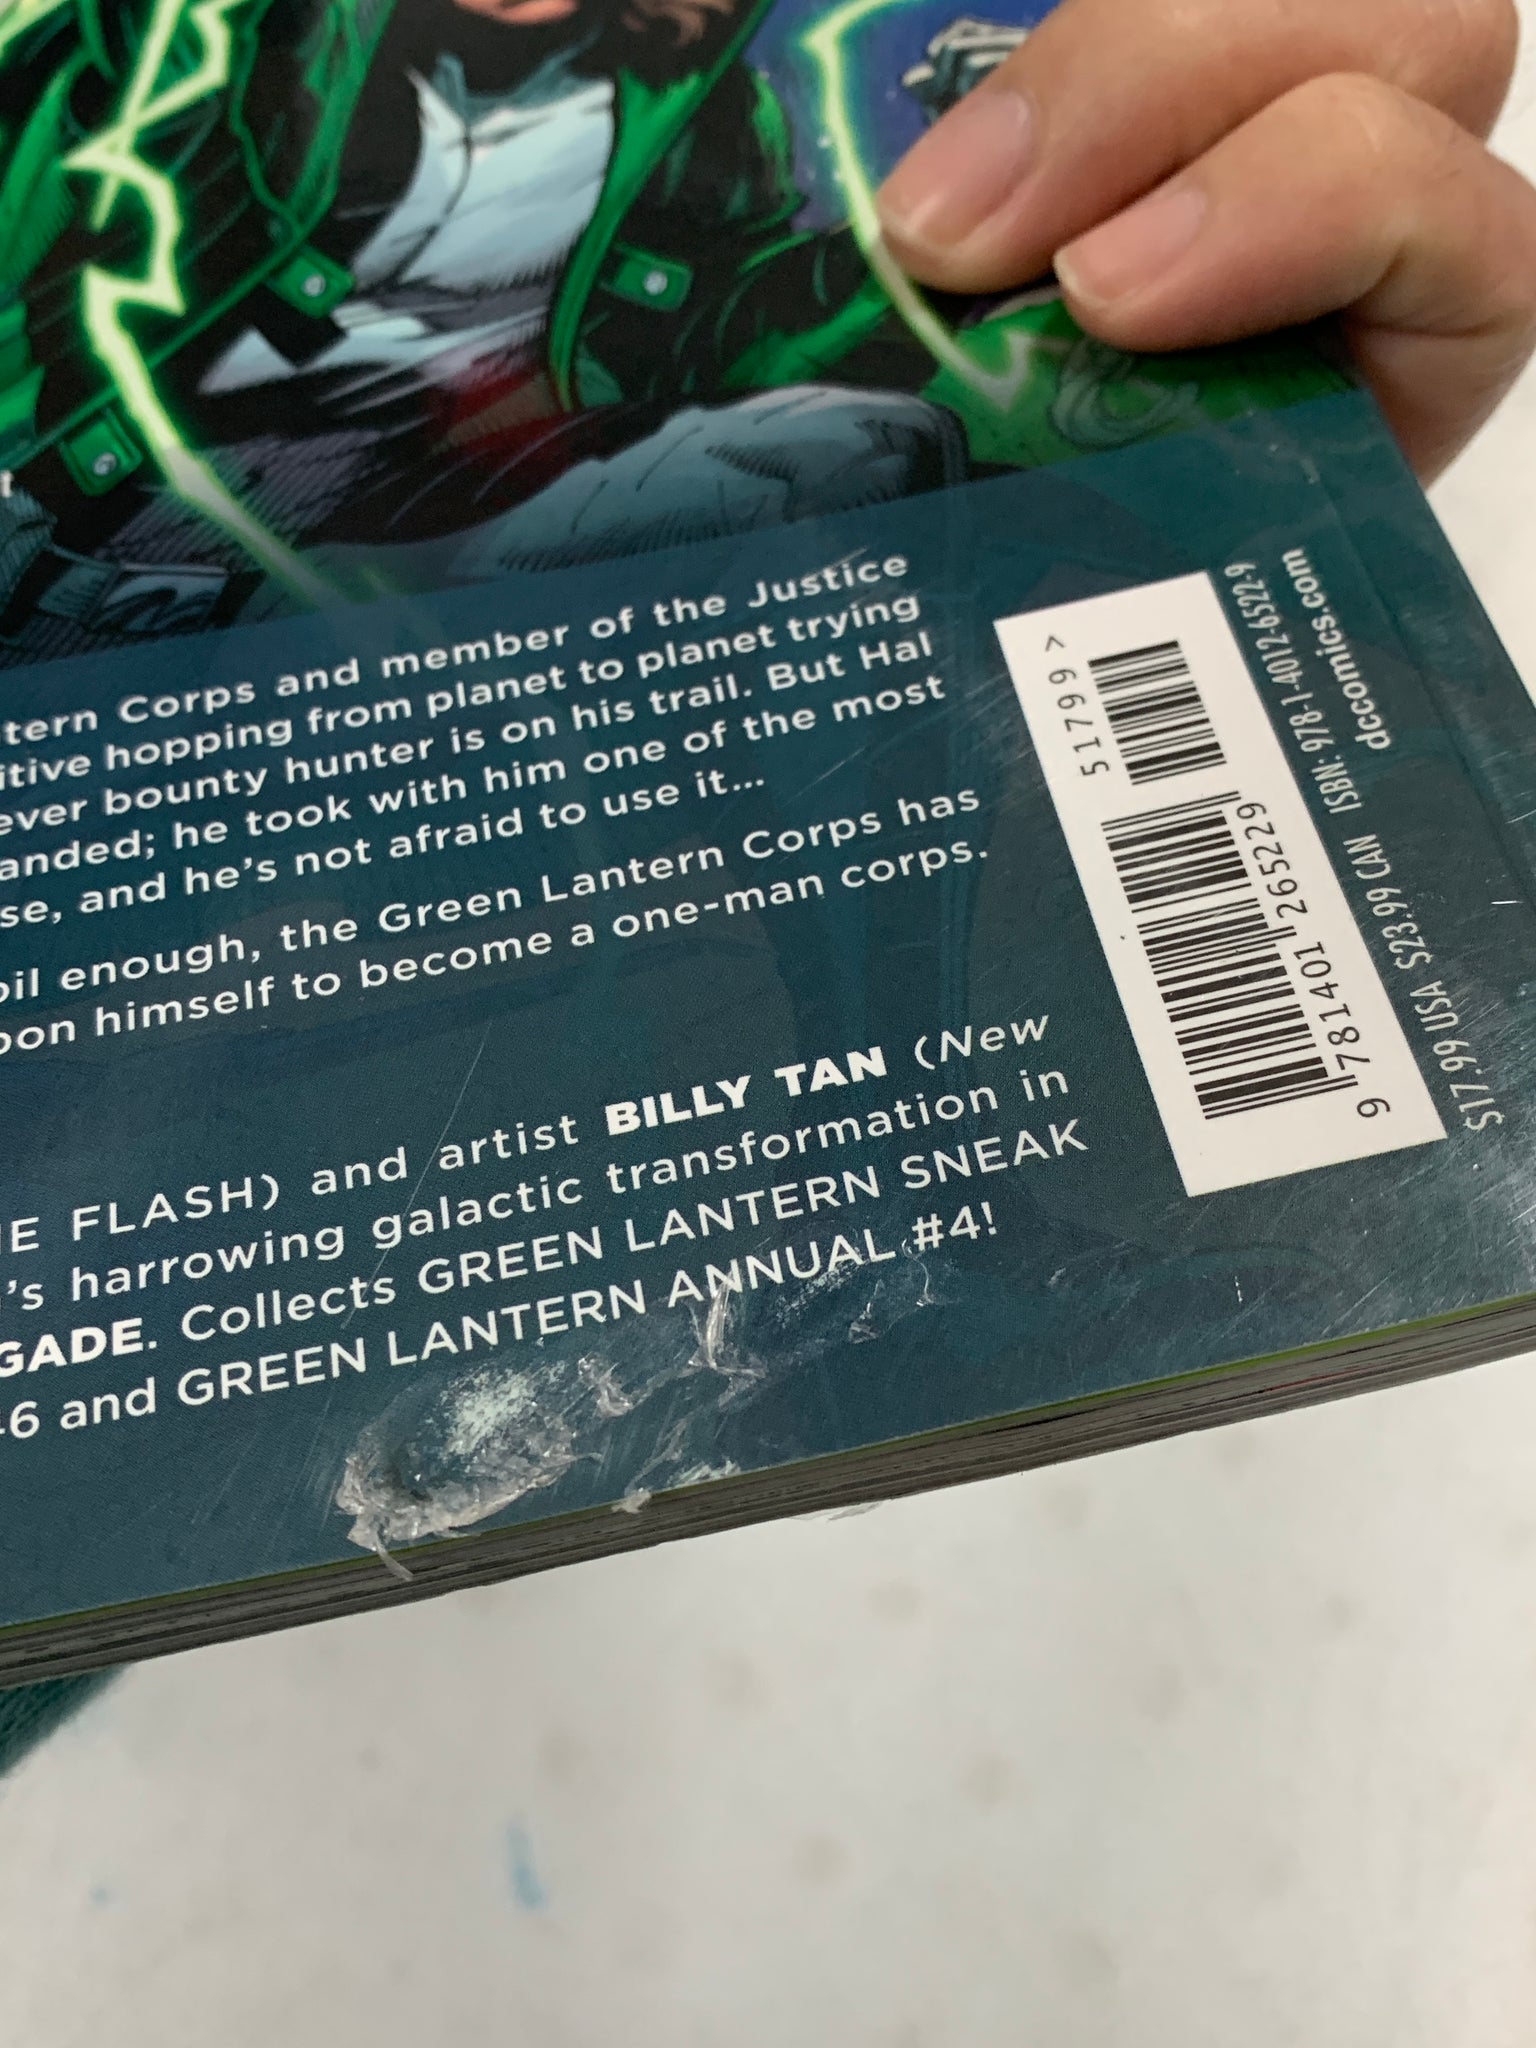 t
tern Corps and member of the Justice
itive hopping from planet to planet trying
ever bounty hunter is on his trail. But Hal
anded; he took with him one of the most
se, and he's not afraid to use it...
oil enough, the Green Lantern Corps has
pon himself to become a one-man corps.
E FLASH) and artist BILLY TAN (New
's harrowing galactic transformation in
GADE. Collects GREEN LANTERN SNEAK
6 and GREEN LANTERN ANNUAL #4!
51799 >
9 781401 265229
$17.99 USA $23.99 CAN ISBN: 978-1-4012-6522-9
dccomics.com